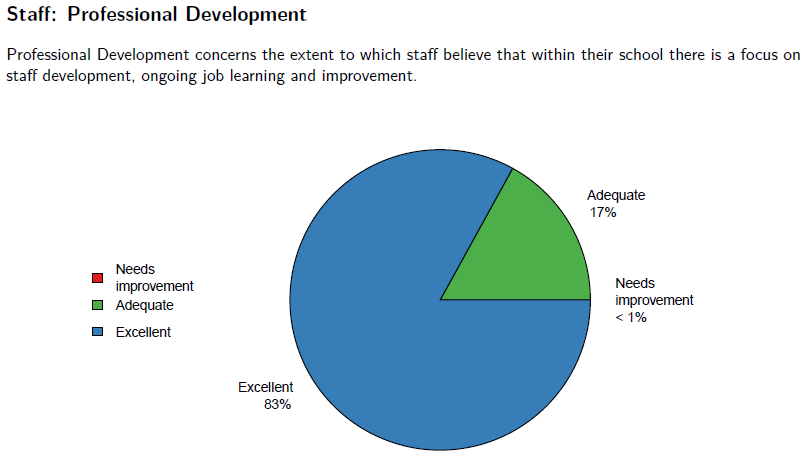 Staff: Professional Development
Professional Development concerns the extent to which staff believe that within their school there is a focus on
staff development, ongoing job learning and improvement.
Adequate
17%
Needs
improvement
Adequate
Excellent
Needs
improvement
< 1%
Excellent
83%